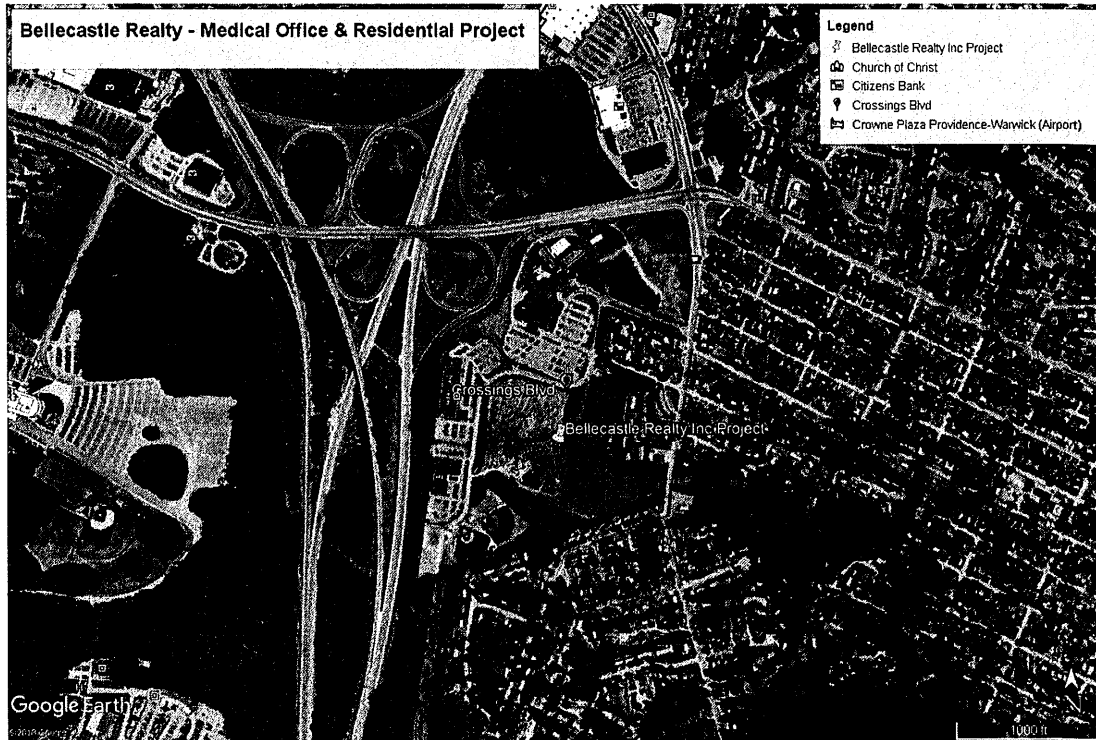 Bellecastle Realty - Medical Office & Residential Project
Legend
Bellecastle Realty Inc Project
Church of Christ
Citizens Bank
Crossings Blvd
Crowne Plaza Providence-Warwick (Airport)
Crossings Blvd
Bellecastle Realty Inc Project
Google Earth
1000 ft